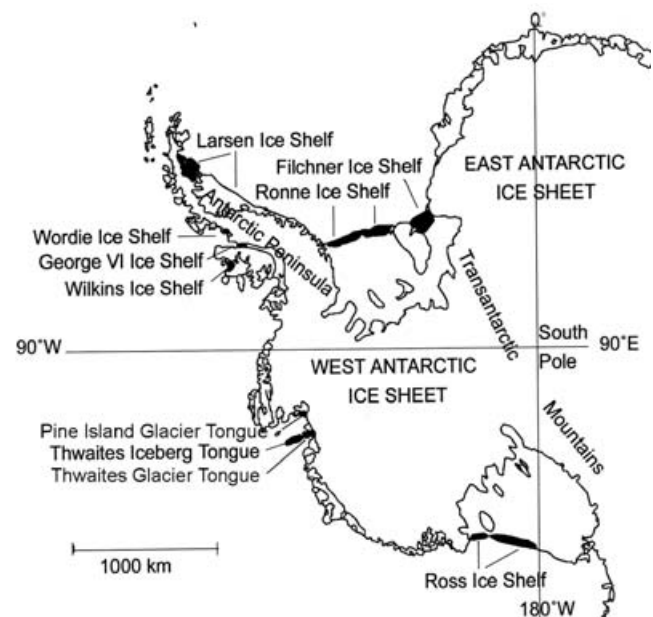 0°
Larsen Ice Shelf
Filchner Ice Shelf
Ronne Ice Shelf
EAST ANTARCTIC
ICE SHEET
Antarctic Peninsula
Wordie Ice Shelf
George VI Ice Shelf
Wilkins Ice Shelf
Transantarctic
90°W
South
Pole
90°E
WEST ANTARCTIC
ICE SHEET
Pine Island Glacier Tongue
Thwaites Iceberg Tongue
Thwaites Glacier Tongue
Mountains
1000 km
Ross Ice Shelf
180°W